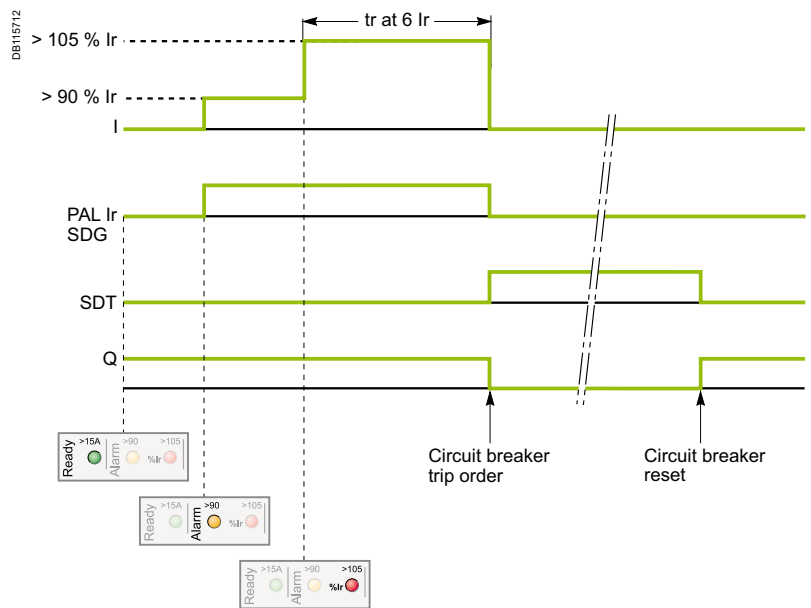 DB115712
tr at 6 Ir
> 105 % Ir
> 90 % Ir
I
PAL Ir
SDG
SDT
Q
Circuit breaker
trip order
Circuit breaker
reset
Ready >15A Alarm >90 %Ir >105
Ready >15A Alarm >90 %Ir >105
Ready >15A Alarm >90 %Ir >105